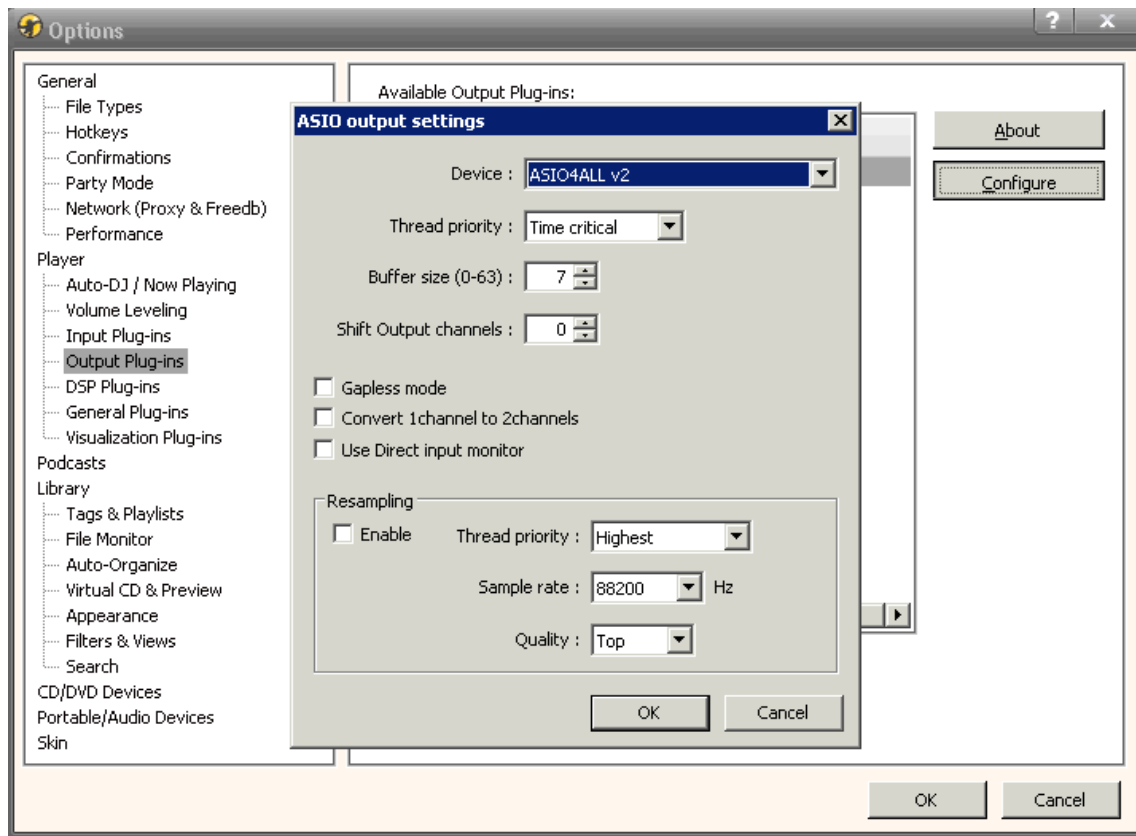 Options
? x
General
File Types
Hotkeys
Confirmations
Party Mode
Network (Proxy & Freedb)
Performance
Player
Auto-DJ / Now Playing
Volume Leveling
Input Plug-ins
Output Plug-ins
DSP Plug-ins
General Plug-ins
Visualization Plug-ins
Podcasts
Library
Tags & Playlists
File Monitor
Auto-Organize
Virtual CD & Preview
Appearance
Filters & Views
Search
CD/DVD Devices
Portable/Audio Devices
Skin
Available Output Plug-ins:
About
Configure
ASIO output settings
Device : ASIO4ALL v2
Thread priority : Time critical
Buffer size (0-63) : 7
Shift Output channels : 0
Gapless mode
Convert 1channel to 2channels
Use Direct input monitor
Resampling
Enable Thread priority : Highest
Sample rate : 88200 Hz
Quality : Top
OK Cancel
OK Cancel